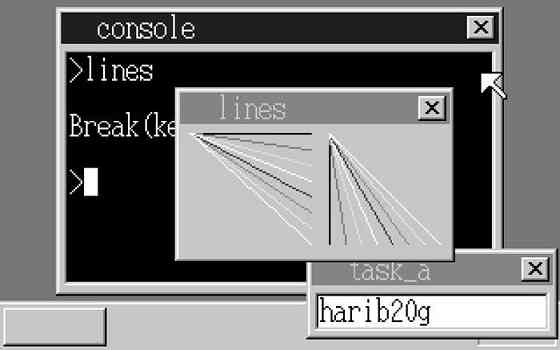 console
>lines
lines
Break(ke
>
task_a
harib20g